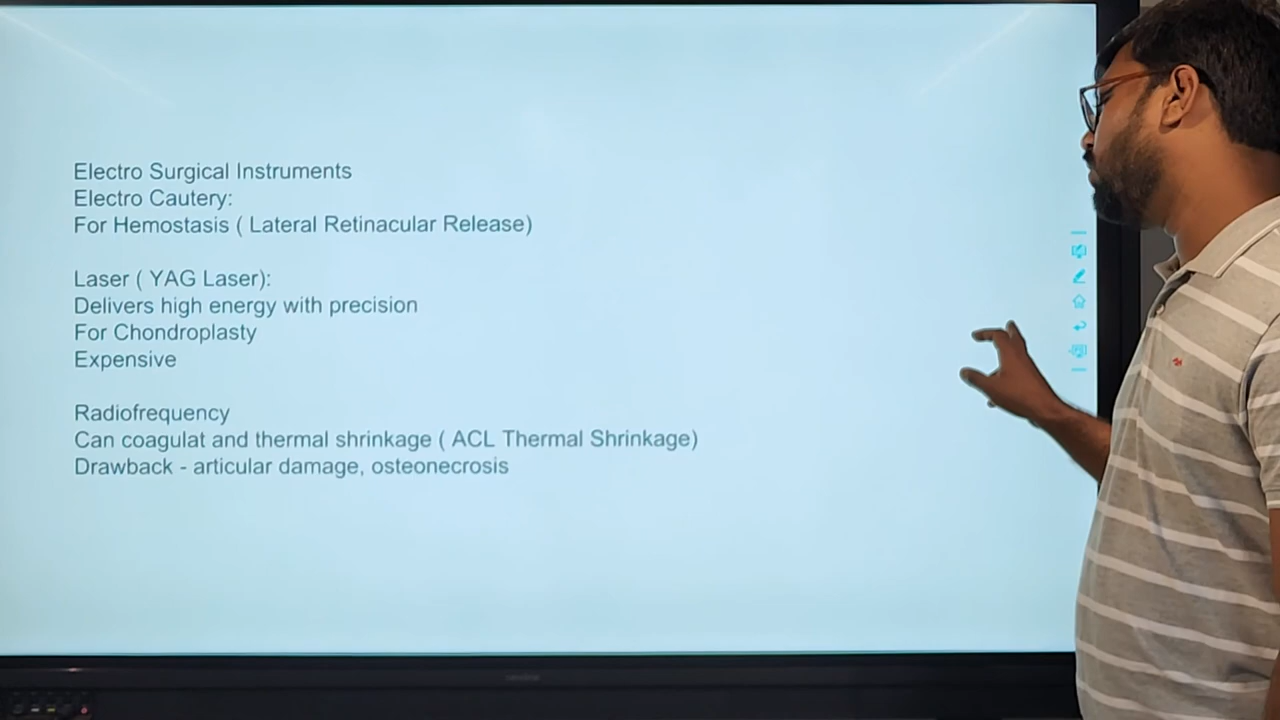 Electro Surgical Instruments
Electro Cautery:
For Hemostasis ( Lateral Retinacular Release)
Laser ( YAG Laser):
Delivers high energy with precision
For Chondroplasty
Expensive
Radiofrequency
Can coagulat and thermal shrinkage ( ACL Thermal Shrinkage)
Drawback - articular damage, osteonecrosis